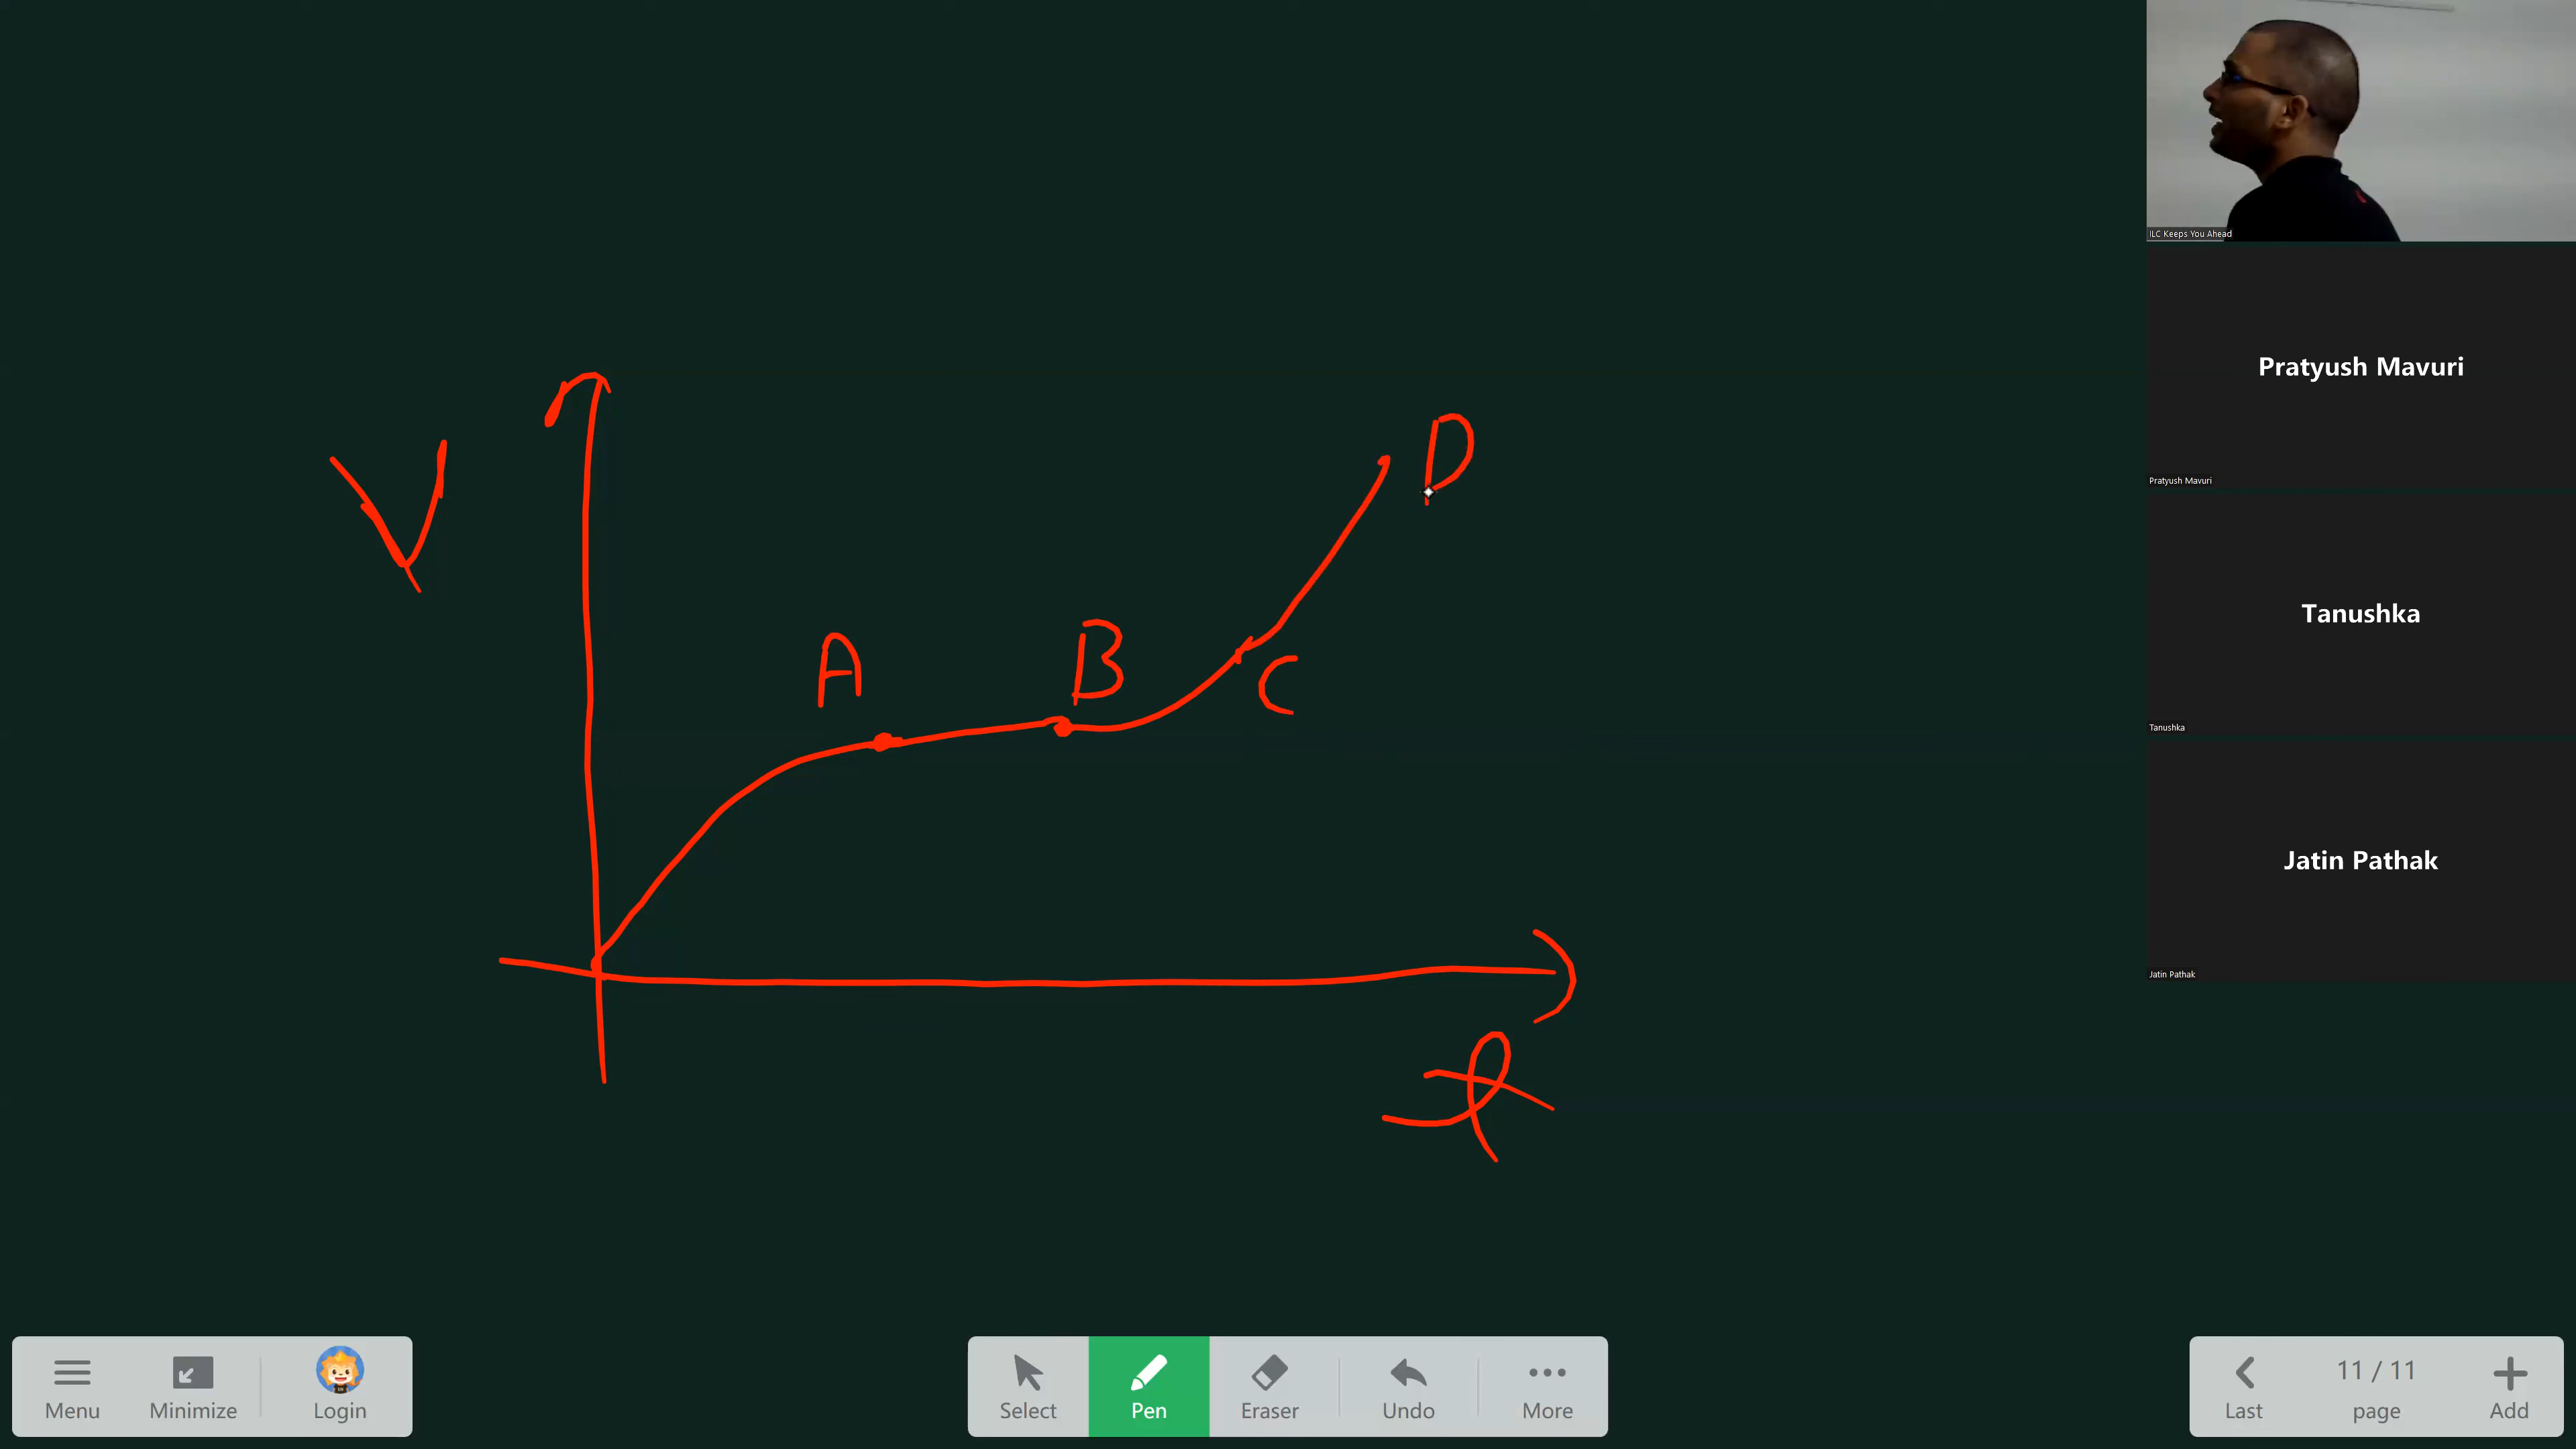 ILC Keeps You Ahead
Pratyush Mavuri
Pratyush Mavuri
V
D
A
B
C
Tanushka
Tanushka
Jatin Pathak
Jatin Pathak
Menu
Minimize
Login
Select
Pen
Eraser
Undo
More
Last
11 / 11
page
Add